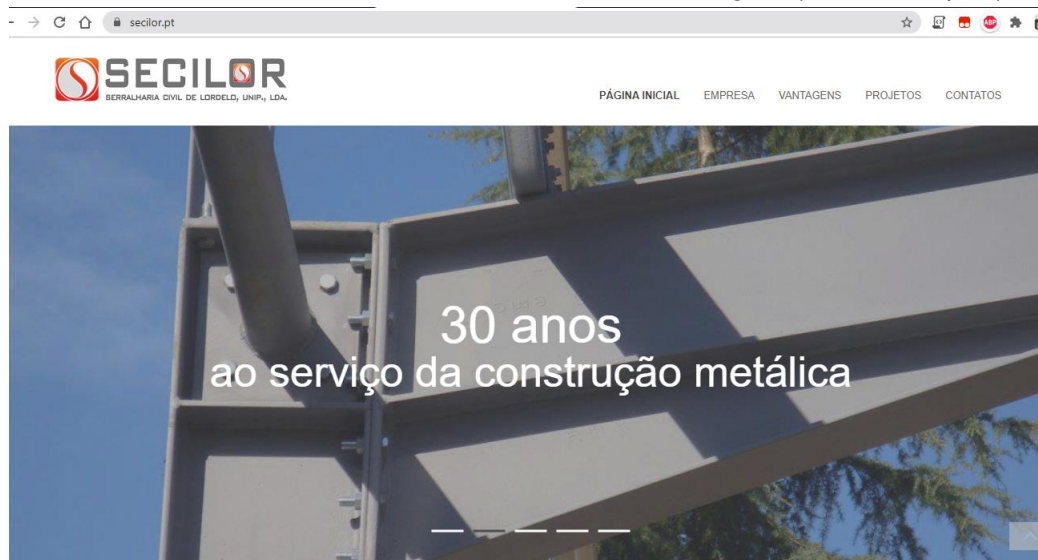 secilor.pt
ABP
SECILOR
SERRALHARIA CIVIL DE LORDELO, UNIP., LDA.
PÁGINA INICIAL EMPRESA VANTAGENS PROJETOS CONTATOS
30 anos
ao serviço da construção metálica